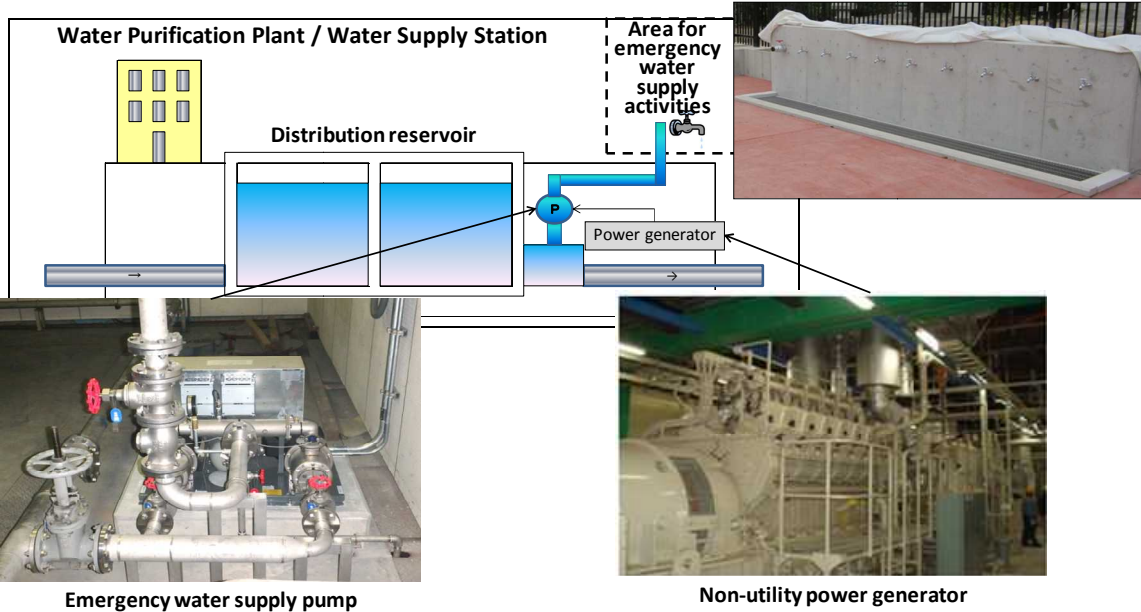 Water Purification Plant / Water Supply Station
Area for
emergency
water
supply
activities
Distribution reservoir
P
Power generator
→
→
Emergency water supply pump
Non-utility power generator